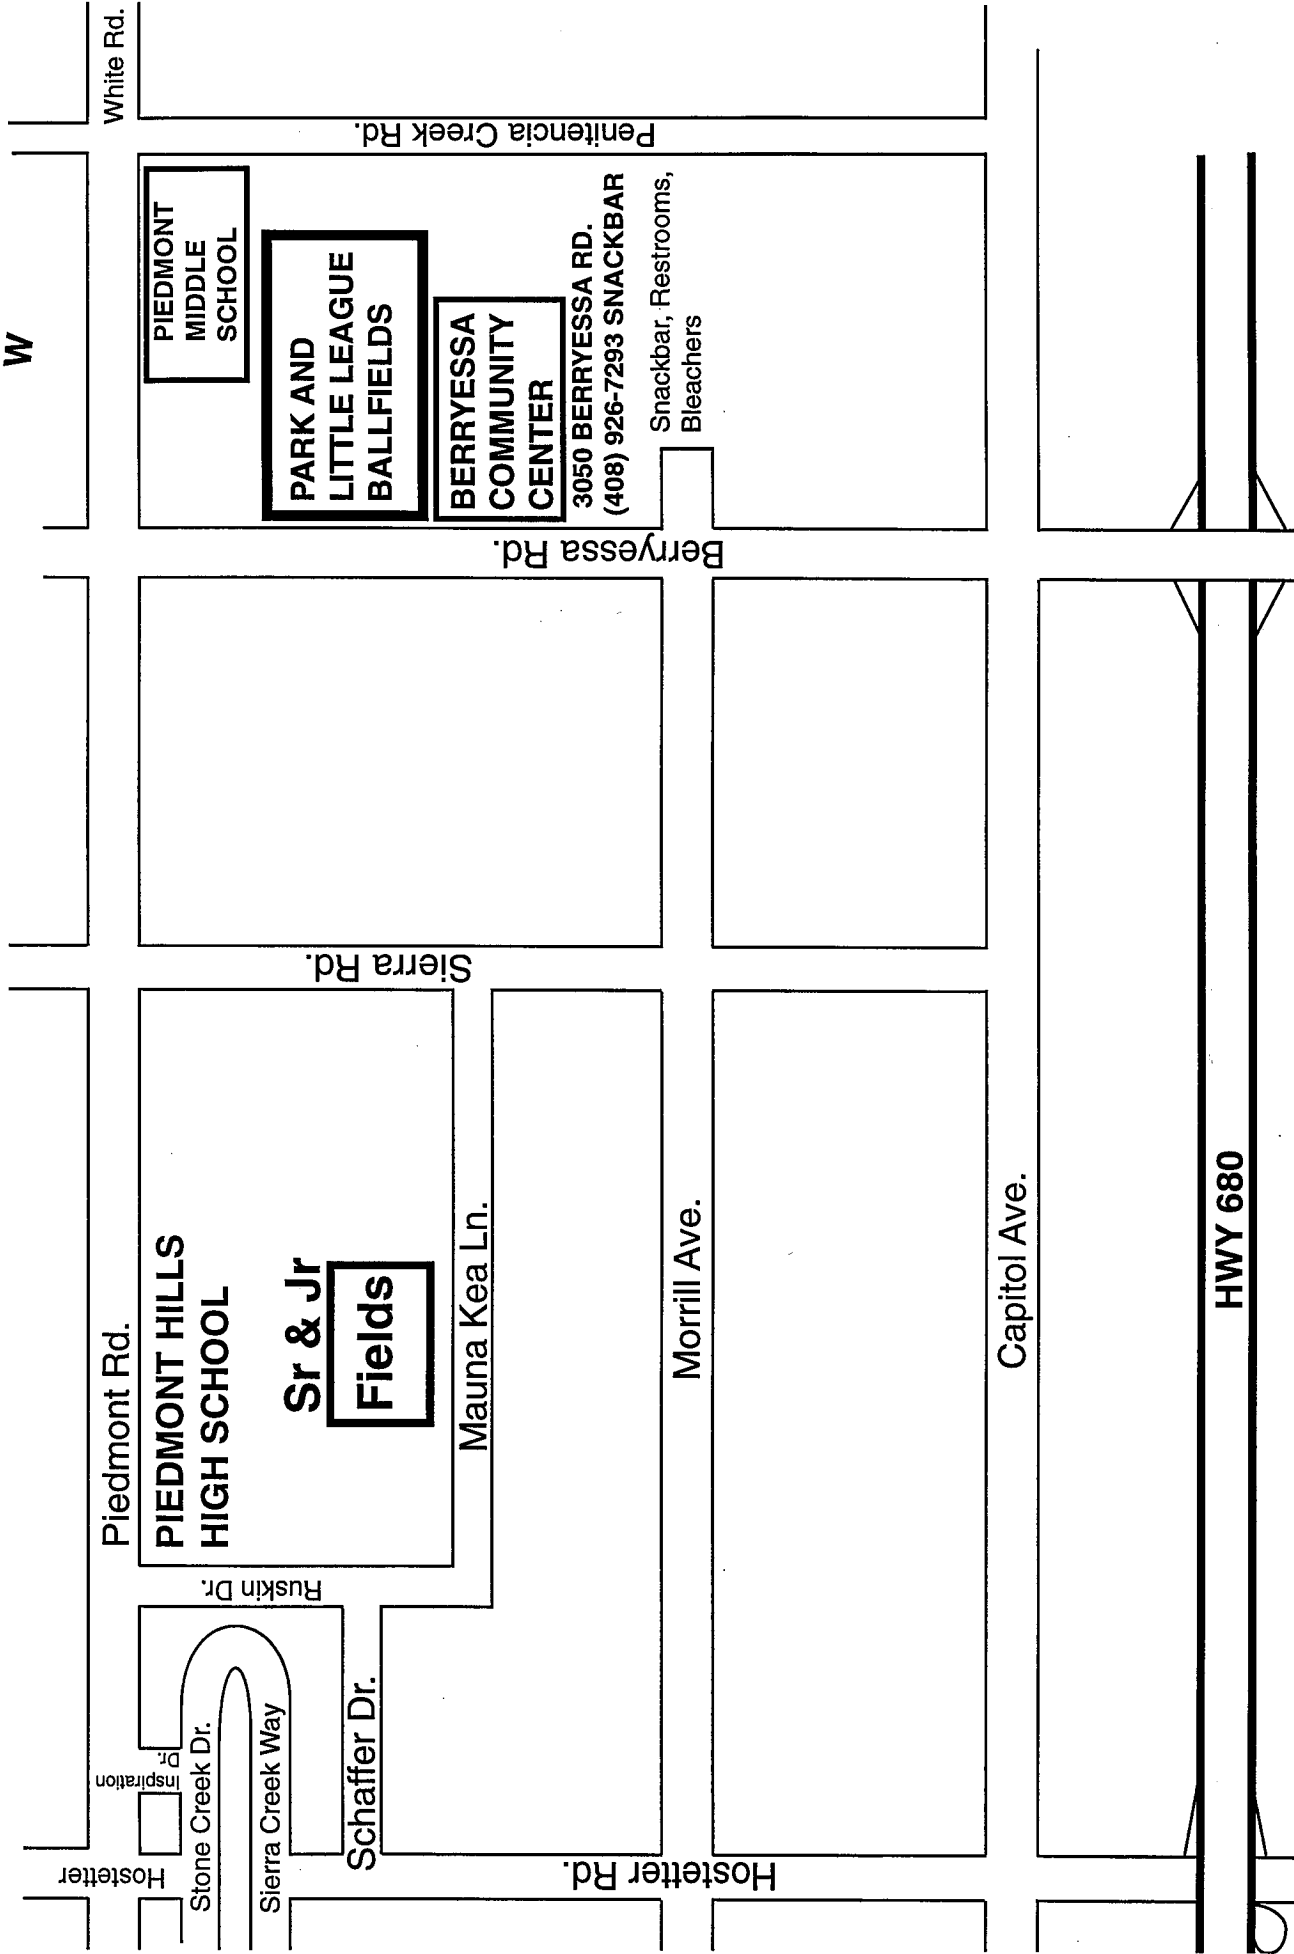 W
White Rd.
Penitencia Creek Rd.
PIEDMONT
MIDDLE
SCHOOL
PARK AND
LITTLE LEAGUE
BALLFIELDS
BERRYESSA
COMMUNITY
CENTER
3050 BERRYESSA RD.
(408) 926-7293 SNACKBAR
Snackbar, Restrooms,
Bleachers
Berryessa Rd.
Sierra Rd.
Piedmont Rd.
PIEDMONT HILLS
HIGH SCHOOL
Sr & Jr
Fields
Mauna Kea Ln.
Morrill Ave.
Capitol Ave.
HWY 680
Ruskin Dr.
Inspiration
Dr.
Stone Creek Dr.
Sierra Creek Way
Schaffer Dr.
Hostetter
Hostetter Rd.